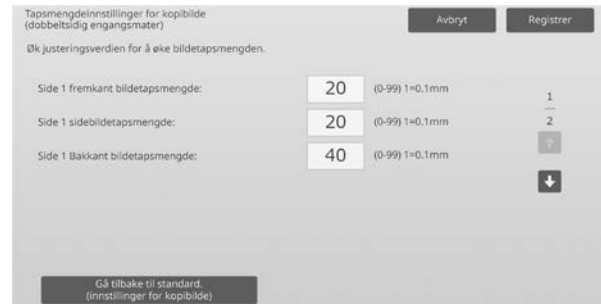 Tapsmengdeinnstillinger for kopibilde
(dobbeltsidig engangsmater)
Avbryt
Registrer
Øk justeringsverdien for å øke bildetapsmengden.
Side 1 fremkant bildetapsmengde: 20 (0-99) 1=0.1mm
Side 1 sidebildetapsmengde: 20 (0-99) 1=0.1mm
Side 1 Bakkant bildetapsmengde: 40 (0-99) 1=0.1mm
1
2
Gå tilbake til standard.
(innstillinger for kopibilde)